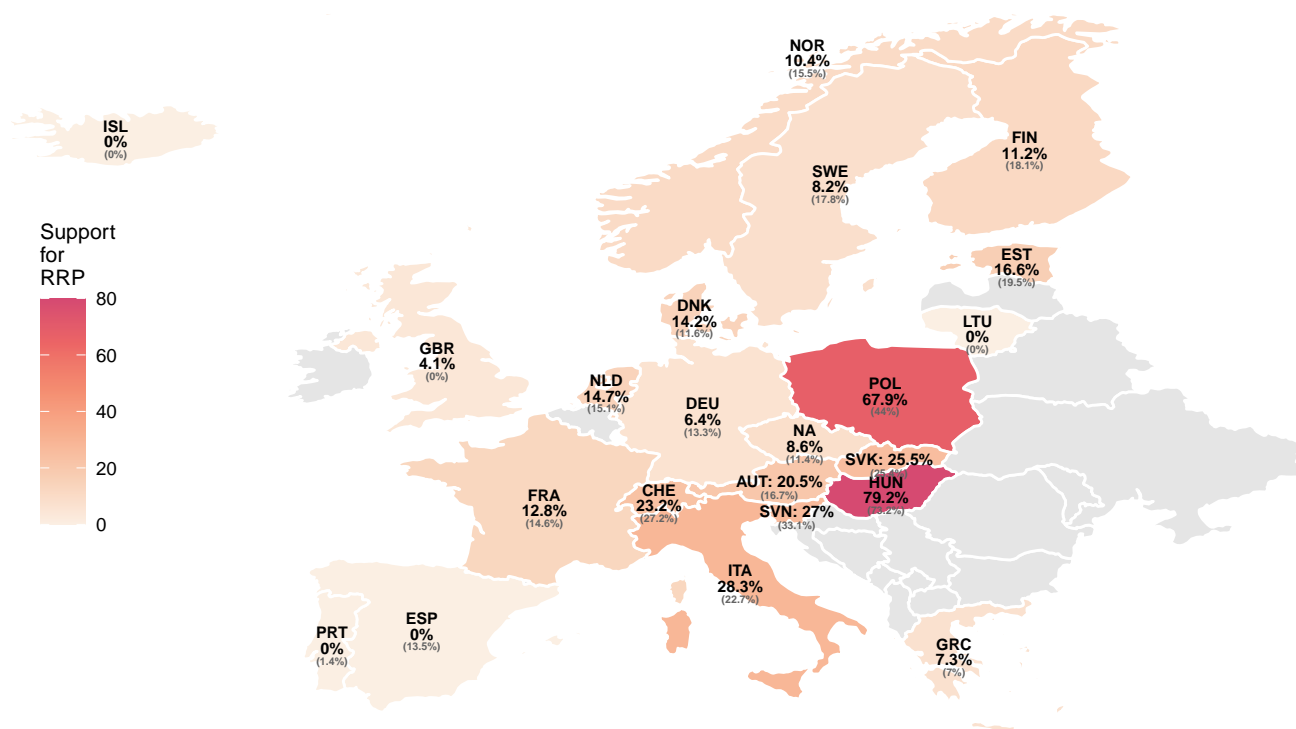 NOR
10.4%
(15.5%)
ISL
0%
(0%)
FIN
11.2%
(18.1%)
SWE
8.2%
(17.8%)
Support
for
RRP
80
60
40
20
0
EST
16.6%
(19.5%)
DNK
14.2%
(11.6%)
LTU
0%
(0%)
GBR
4.1%
(0%)
NLD
14.7%
(15.1%)
POL
67.9%
(44%)
DEU
6.4%
(13.3%)
NA
8.6%
(11.4%)
SVK: 25.5%
AUT: 20.5%
(16.7%)
HUN
79.2%
CHE
23.2%
(27.2%)
FRA
12.8%
(14.6%)
SVN: 27%
(33.1%)
ITA
28.3%
(22.7%)
ESP
0%
(13.5%)
PRT
0%
(1.4%)
GRC
7.3%
(7%)